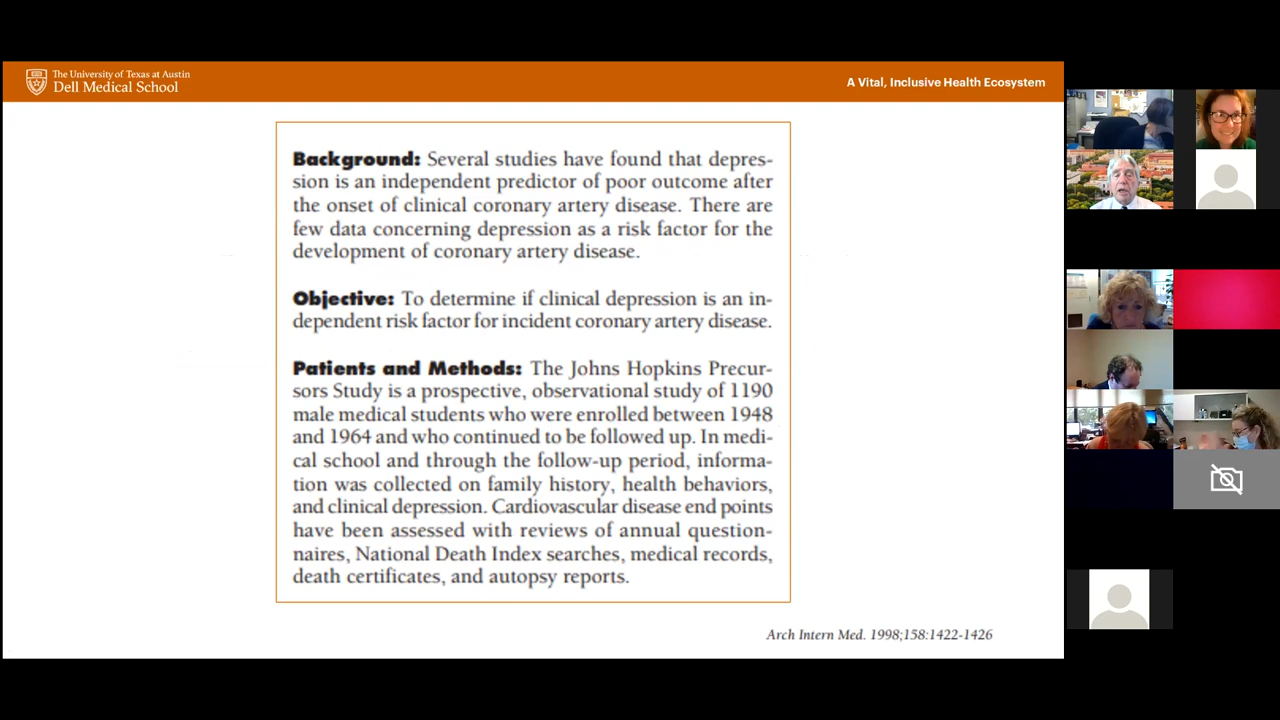 The University of Texas at Austin
Dell Medical School
A Vital, Inclusive Health Ecosystem
Background: Several studies have found that depres-
sion is an independent predictor of poor outcome after
the onset of clinical coronary artery disease. There are
few data concerning depression as a risk factor for the
development of coronary artery disease.
Objective: To determine if clinical depression is an in-
dependent risk factor for incident coronary artery disease.
Patients and Methods: The Johns Hopkins Precur-
sors Study is a prospective, observational study of 1190
male medical students who were enrolled between 1948
and 1964 and who continued to be followed up. In medi-
cal school and through the follow-up period, informa-
tion was collected on family history, health behaviors,
and clinical depression. Cardiovascular disease end points
have been assessed with reviews of annual question-
naires, National Death Index searches, medical records,
death certificates, and autopsy reports.
Arch Intern Med. 1998;158:1422-1426